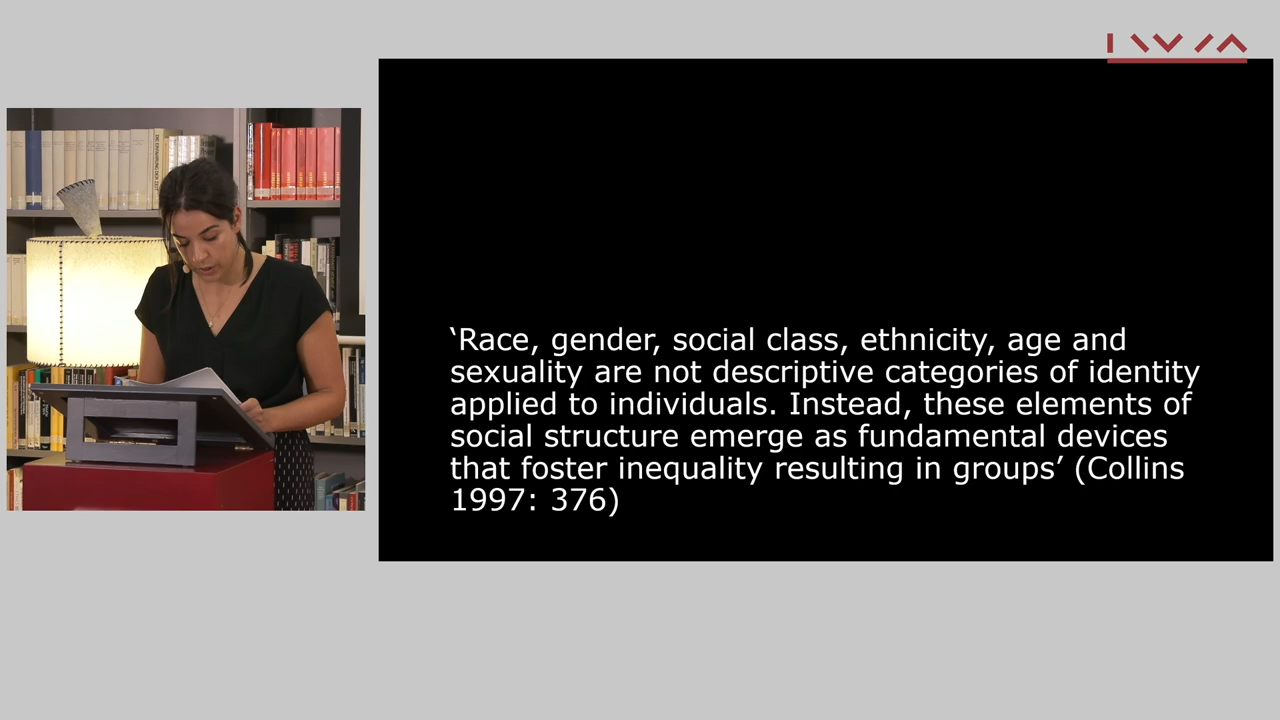 ‘Race, gender, social class, ethnicity, age and
sexuality are not descriptive categories of identity
applied to individuals. Instead, these elements of
social structure emerge as fundamental devices
that foster inequality resulting in groups’ (Collins
1997: 376)